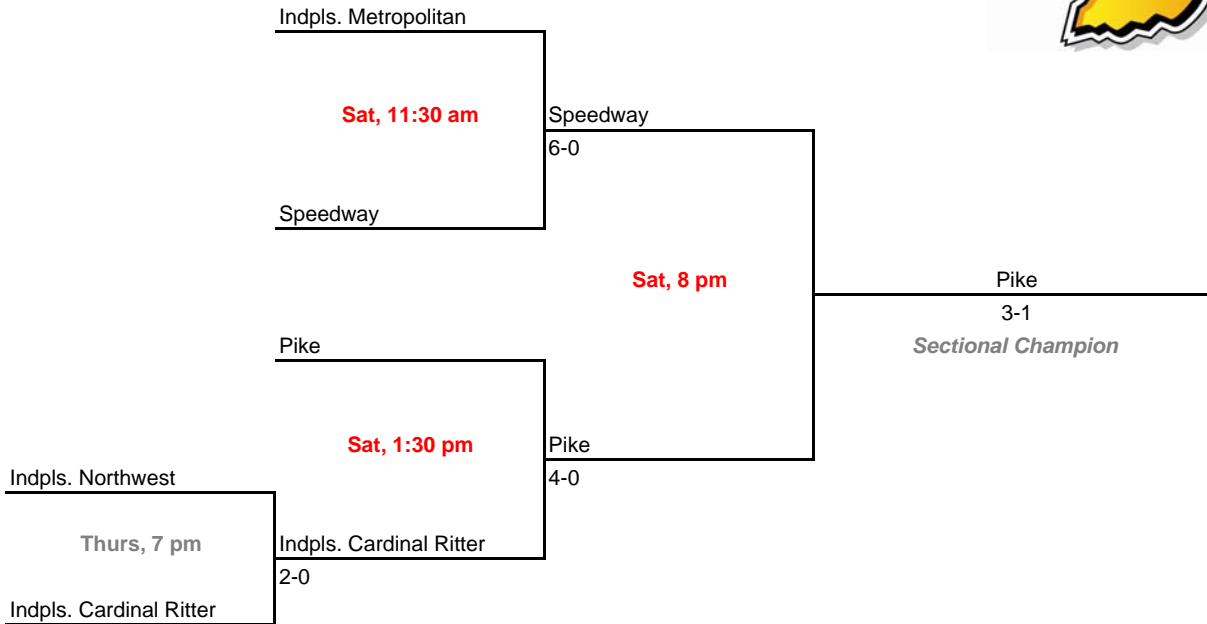 Indpls. Metropolitan
Sat, 11:30 am
Speedway
6-0
Speedway
Sat, 8 pm
Pike
3-1
Sectional Champion
Pike
Sat, 1:30 pm
Pike
4-0
Indpls. Northwest
Thurs, 7 pm
Indpls. Cardinal Ritter
2-0
Indpls. Cardinal Ritter